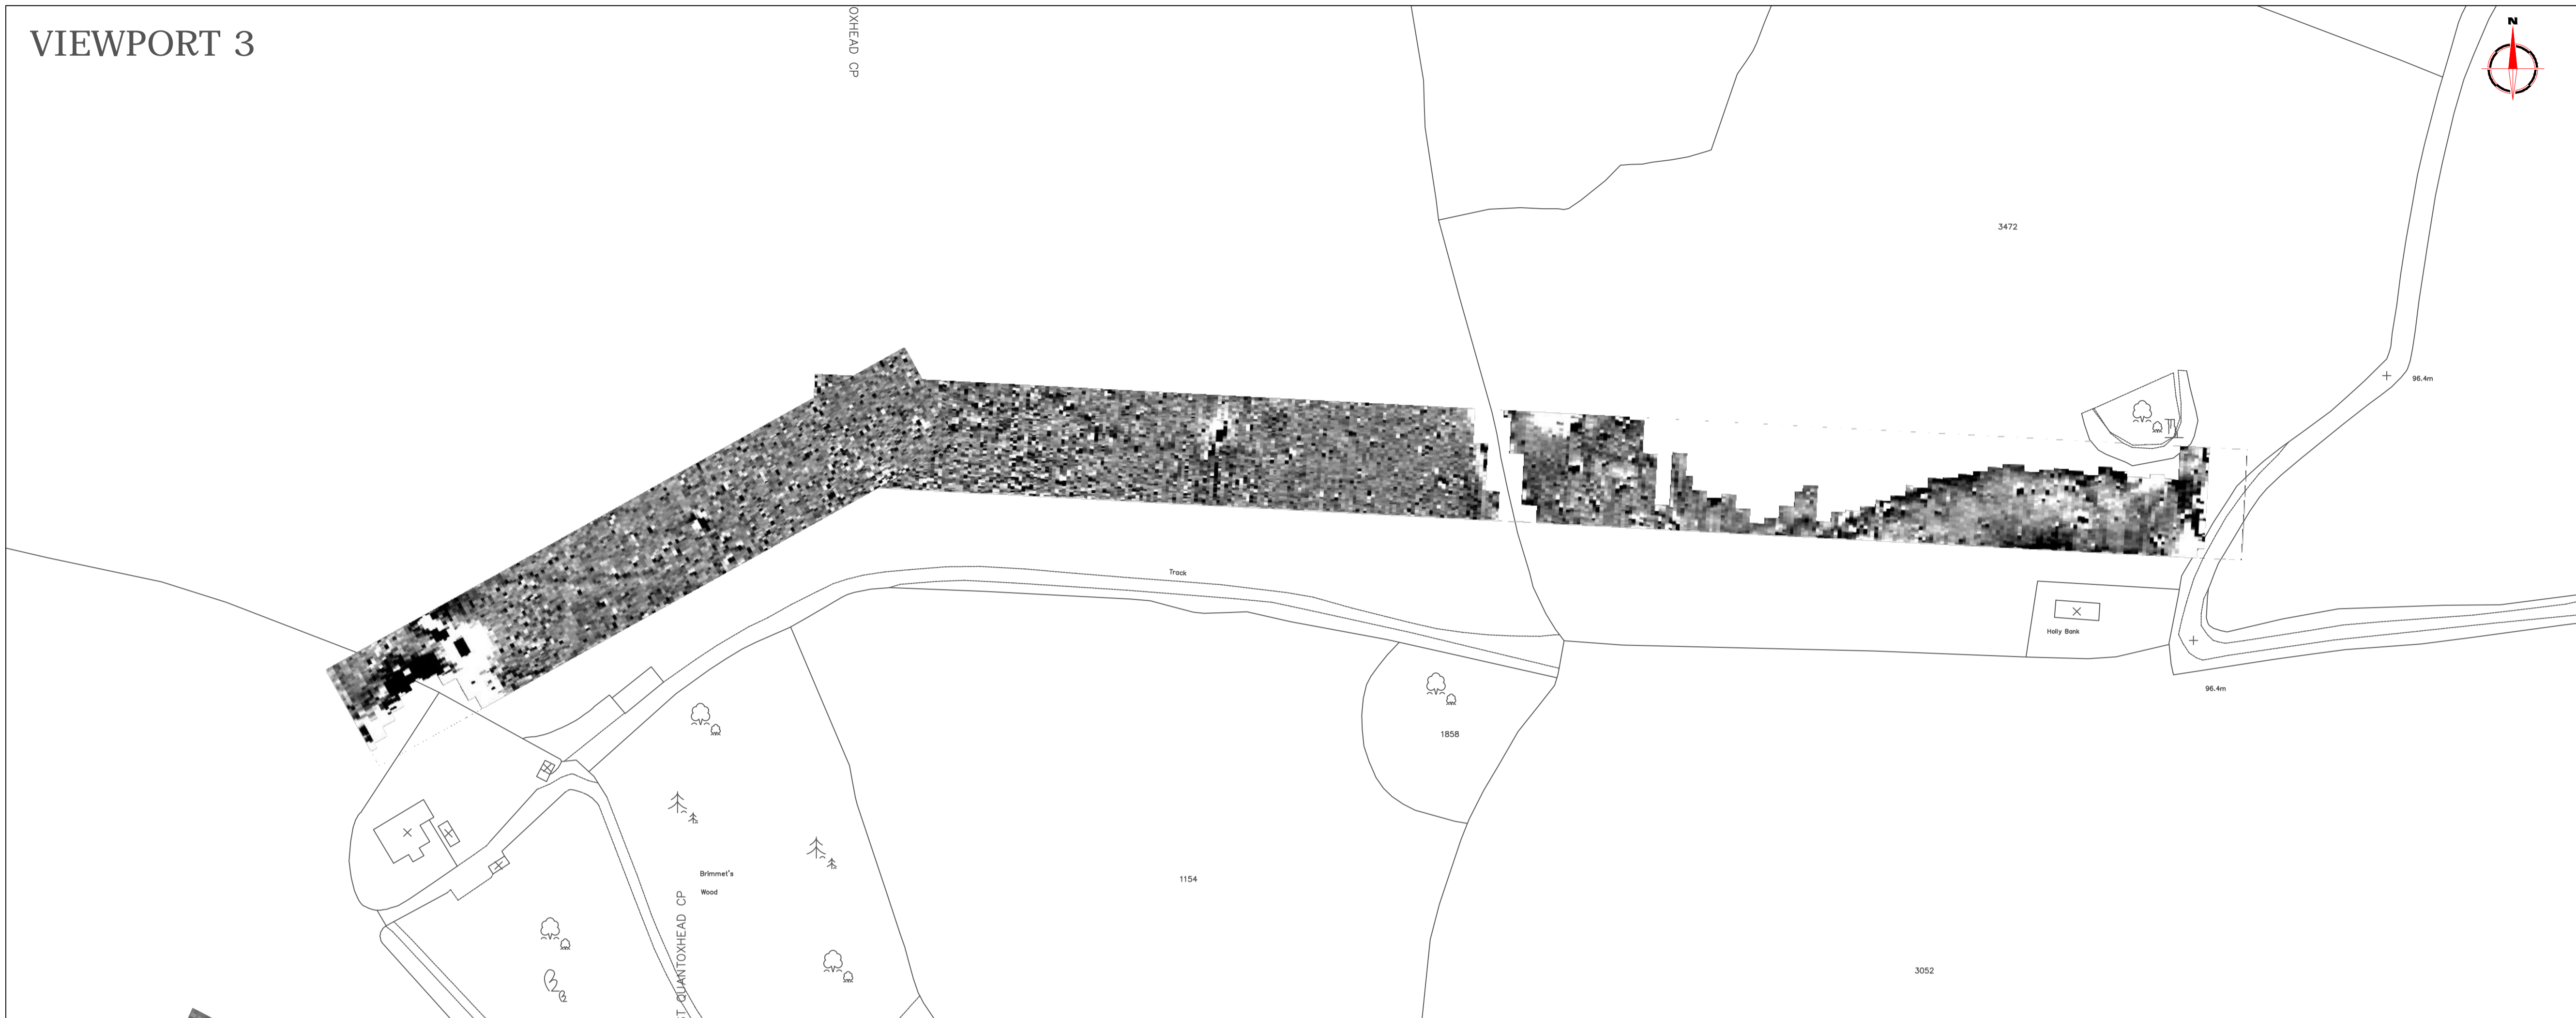 VIEWPORT 3
OXHEAD CP
N
3472
96.4m
Track
Holly Bank
96.4m
1858
Brimmet's
Wood
1154
ST QUANTOXHEAD CP
3052